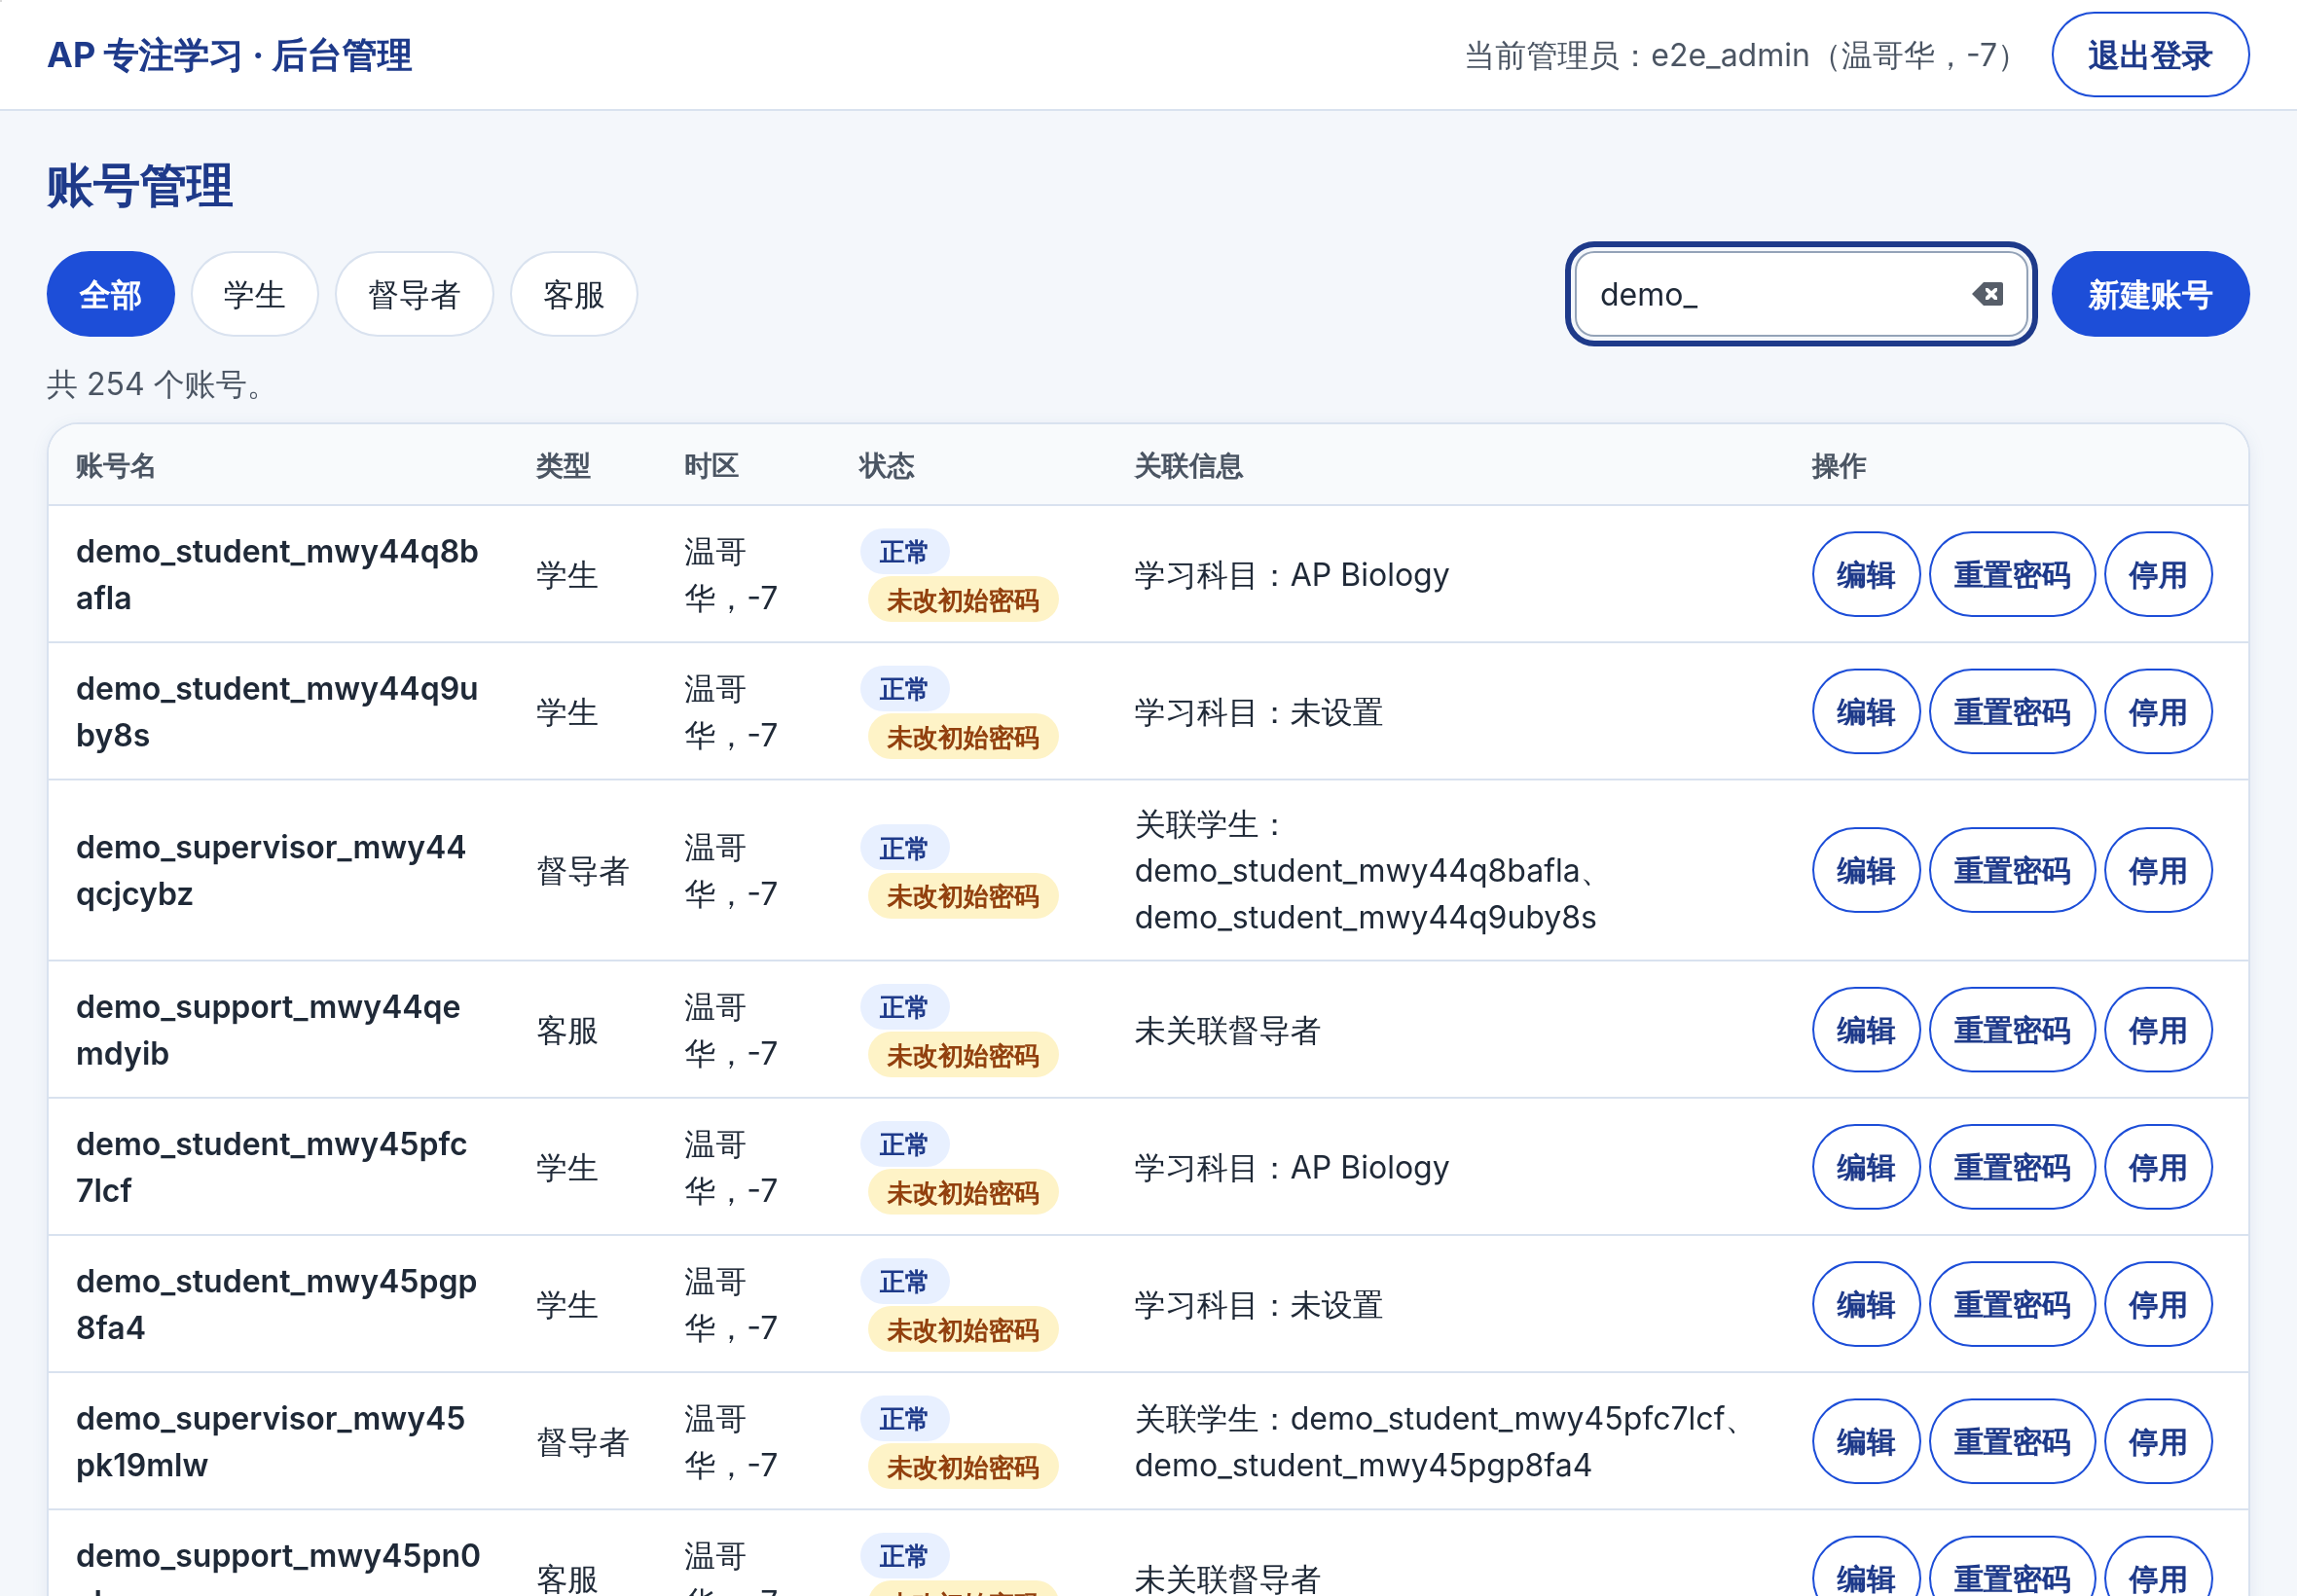 AP 专注学习 · 后台管理
当前管理员：e2e_admin（温哥华，-7）
退出登录
账号管理
全部
学生
督导者
客服
demo_
新建账号
共 254 个账号。
账号名 类型 时区 状态 关联信息 操作
demo_student_mwy44q8b
afla
学生
温哥
华，-7
正常
未改初始密码
学习科目：AP Biology
编辑 重置密码 停用
demo_student_mwy44q9u
by8s
学生
温哥
华，-7
正常
未改初始密码
学习科目：未设置
编辑 重置密码 停用
demo_supervisor_mwy44
qcjcybz
督导者
温哥
华，-7
正常
未改初始密码
关联学生：
demo_student_mwy44q8bafla、
demo_student_mwy44q9uby8s
编辑 重置密码 停用
demo_support_mwy44qe
mdyib
客服
温哥
华，-7
正常
未改初始密码
未关联督导者
编辑 重置密码 停用
demo_student_mwy45pfc
7lcf
学生
温哥
华，-7
正常
未改初始密码
学习科目：AP Biology
编辑 重置密码 停用
demo_student_mwy45pgp
8fa4
学生
温哥
华，-7
正常
未改初始密码
学习科目：未设置
编辑 重置密码 停用
demo_supervisor_mwy45
pk19mlw
督导者
温哥
华，-7
正常
未改初始密码
关联学生：demo_student_mwy45pfc7lcf、
demo_student_mwy45pgp8fa4
编辑 重置密码 停用
demo_support_mwy45pn0
客服
温哥
华，-7
正常
未关联督导者
编辑 重置密码 停用